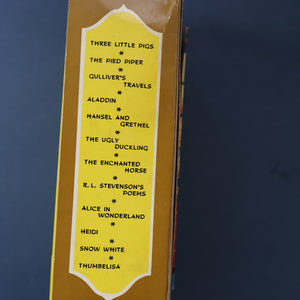 THREE LITTLE PIGS
*
THE PIED PIPER
*
GULLIVER'S
TRAVELS
*
ALADDIN
*
HANSEL AND
GRETHEL
*
THE UGLY
DUCKLING
*
THE ENCHANTED
HORSE
*
R. L. STEVENSON'S
POEMS
*
ALICE IN
WONDERLAND
*
HEIDI
*
SNOW WHITE
*
THUMBELISA